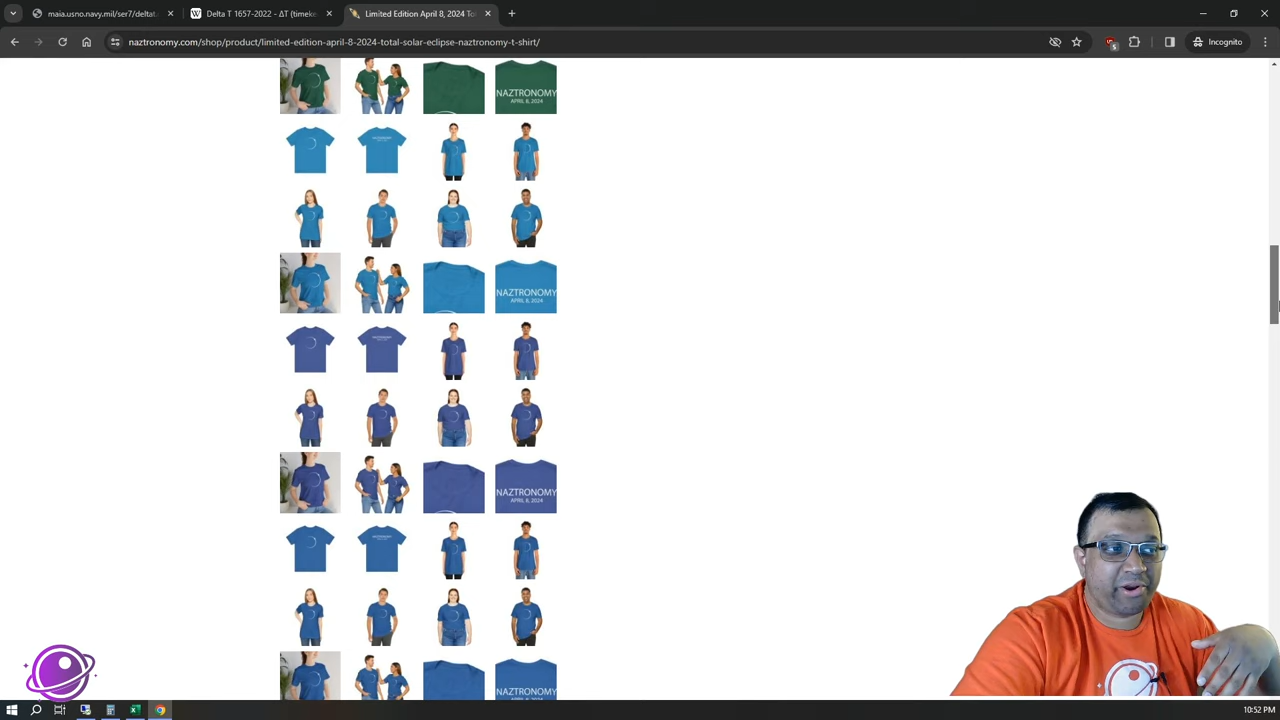 maia.usno.navy.mil/ser7/deltat.
Delta T 1657-2022 - ΔT (timeke
Limited Edition April 8, 2024 Tot
naztronomy.com/shop/product/limited-edition-april-8-2024-total-solar-eclipse-naztronomy-t-shirt/
Incognito
NAZTRONOMY
APRIL 8, 2024
NAZTRONOMY
APRIL 8, 2024
NAZTRONOMY
APRIL 8, 2024
10:52 PM